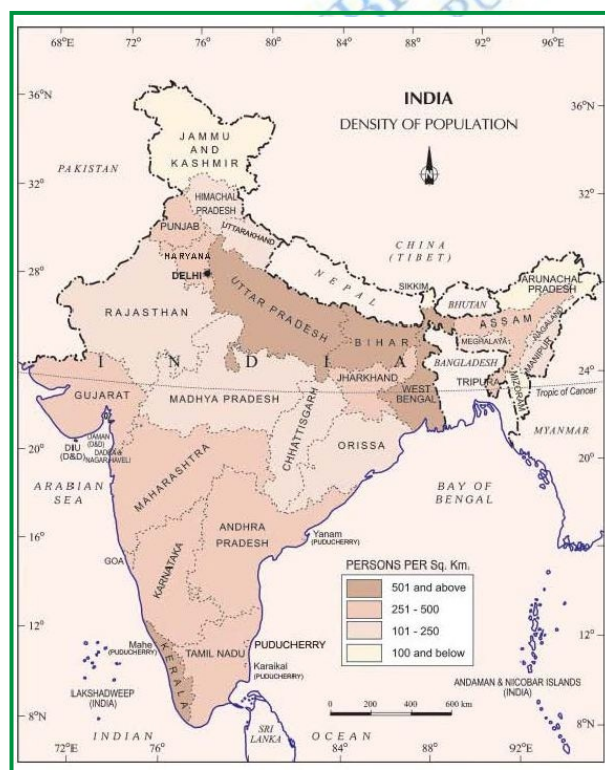 68°E
72°
76°
80°
84°
88°
92°
96°E
INDIA
DENSITY OF POPULATION
N
36°N
36°N
JAMMU
AND
KASHMIR
PAKISTAN
32°
32°
HIMACHAL
PRADESH
PUNJAB
UTTARAKHAND
HARYANA
DELHI
CHINA
(TIBET)
28°
28°
NEPAL
SIKKIM
ARUNACHAL
PRADESH
RAJASTHAN
UTTAR PRADESH
BHUTAN
ASSAM
NAGALAND
BIHAR
MEGRALAYA
MANIPUR
I N D I A
BANGLADESH
24°
24°
JHARKHAND
TRIPURA
MIZORAM
GUJARAT
MADHYA PRADESH
WEST
BENGAL
Tropic of Cancer
CHHATTISGARH
MYANMAR
DAMAN
(D&D)
DIU
(D&D)
DADRA &
NAGAR HAVELI
20°
20°
ORISSA
MAHARASHTRA
ARABIAN
SEA
BAY OF
BENGAL
ANDHRA
PRADESH
Yanam
(PUDUCHERRY)
16°
16°
GOA
KARNATAKA
PERSONS PER Sq. Km.
501 and above
251 - 500
101 - 250
100 and below
12°
12°
Mahe
(PUDUCHERRY)
TAMIL NADU
PUDUCHERRY
Karaikal
(PUDUCHERRY)
KERALA
LAKSHADWEEP
(INDIA)
ANDAMAN AND NICOBAR ISLANDS
(INDIA)
200 0 200 400 600 km
8°N
8°N
SRI
LANKA
INDIAN OCEAN
72°E
76°
80°
84°
88°
92°E